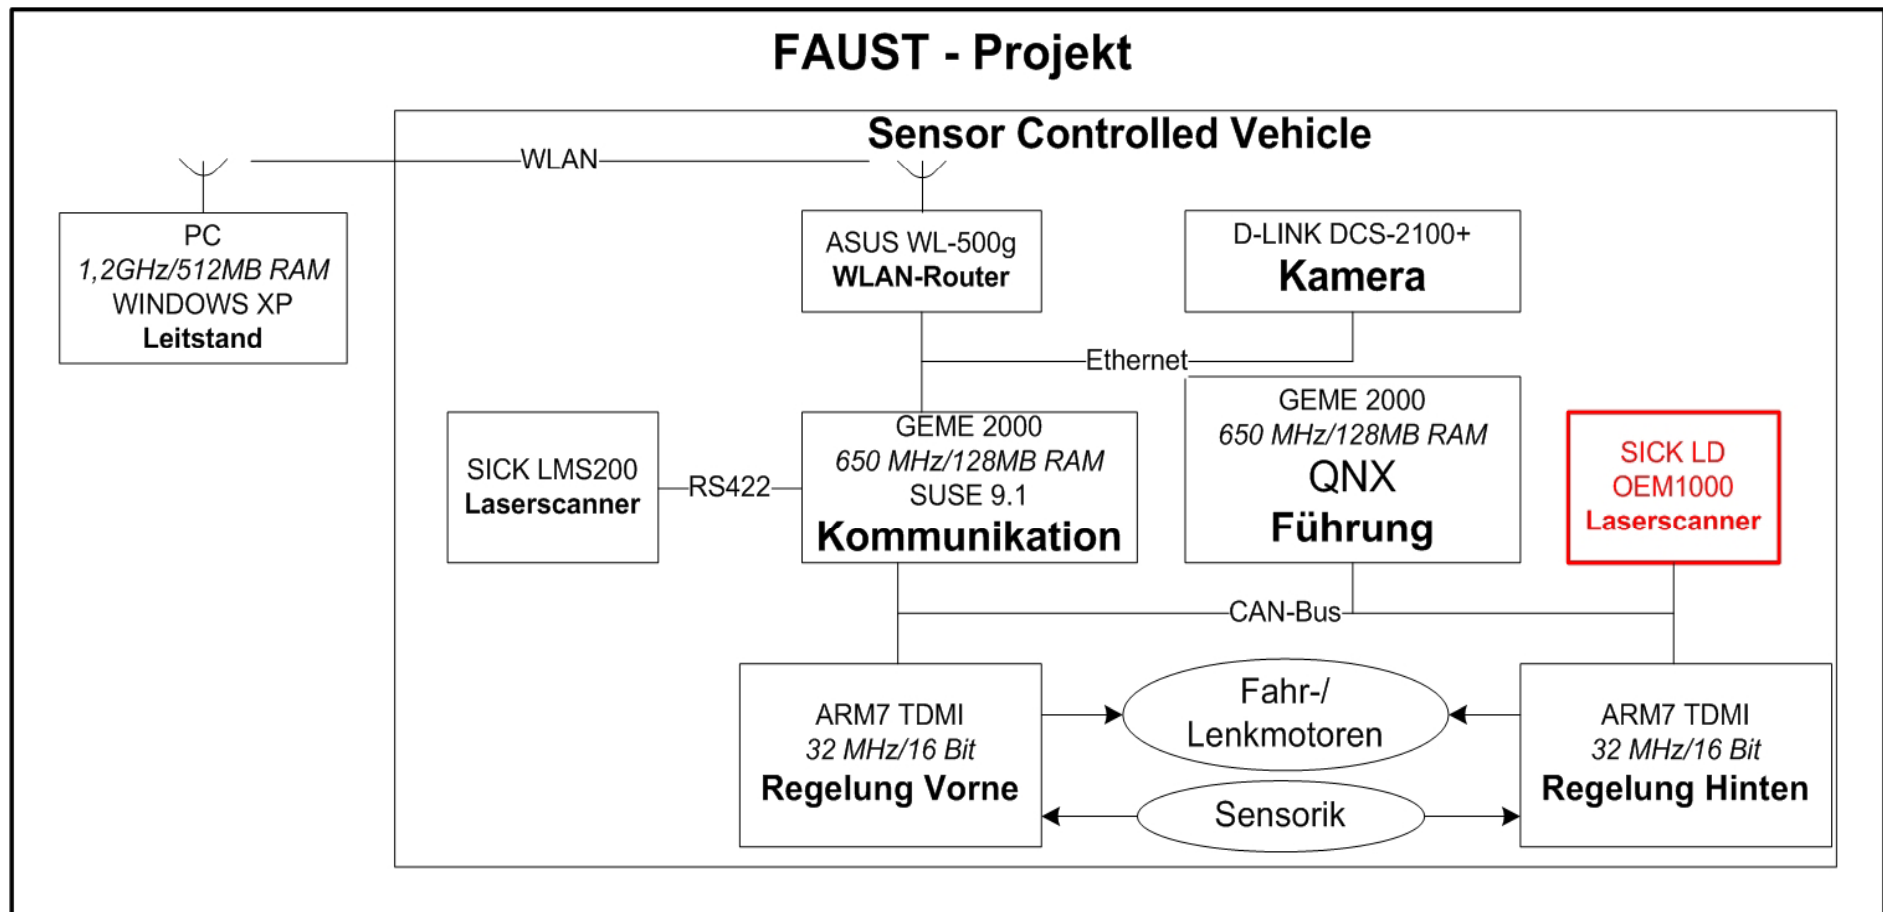 FAUST - Projekt
Sensor Controlled Vehicle
WLAN
PC
1,2GHz/512MB RAM
WINDOWS XP
Leitstand
ASUS WL-500g
WLAN-Router
D-LINK DCS-2100+
Kamera
Ethernet
SICK LMS200
Laserscanner
RS422
GEME 2000
650 MHz/128MB RAM
SUSE 9.1
Kommunikation
GEME 2000
650 MHz/128MB RAM
QNX
Führung
SICK LD
OEM1000
Laserscanner
CAN-Bus
ARM7 TDMI
32 MHz/16 Bit
Regelung Vorne
Fahr-/
Lenkmotoren
Sensorik
ARM7 TDMI
32 MHz/16 Bit
Regelung Hinten